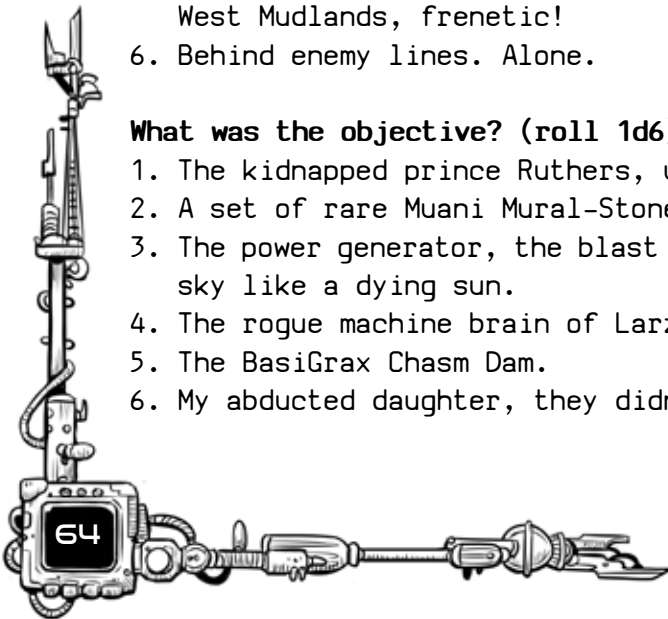 West Mudlands, frenetic!
6. Behind enemy lines. Alone.
What was the objective? (roll 1d6
1. The kidnapped prince Ruthers,
2. A set of rare Muani Mural-Stone
3. The power generator, the blast
sky like a dying sun.
4. The rogue machine brain of
5. The BasiGrax Chasm Dam.
6. My abducted daughter, they
64